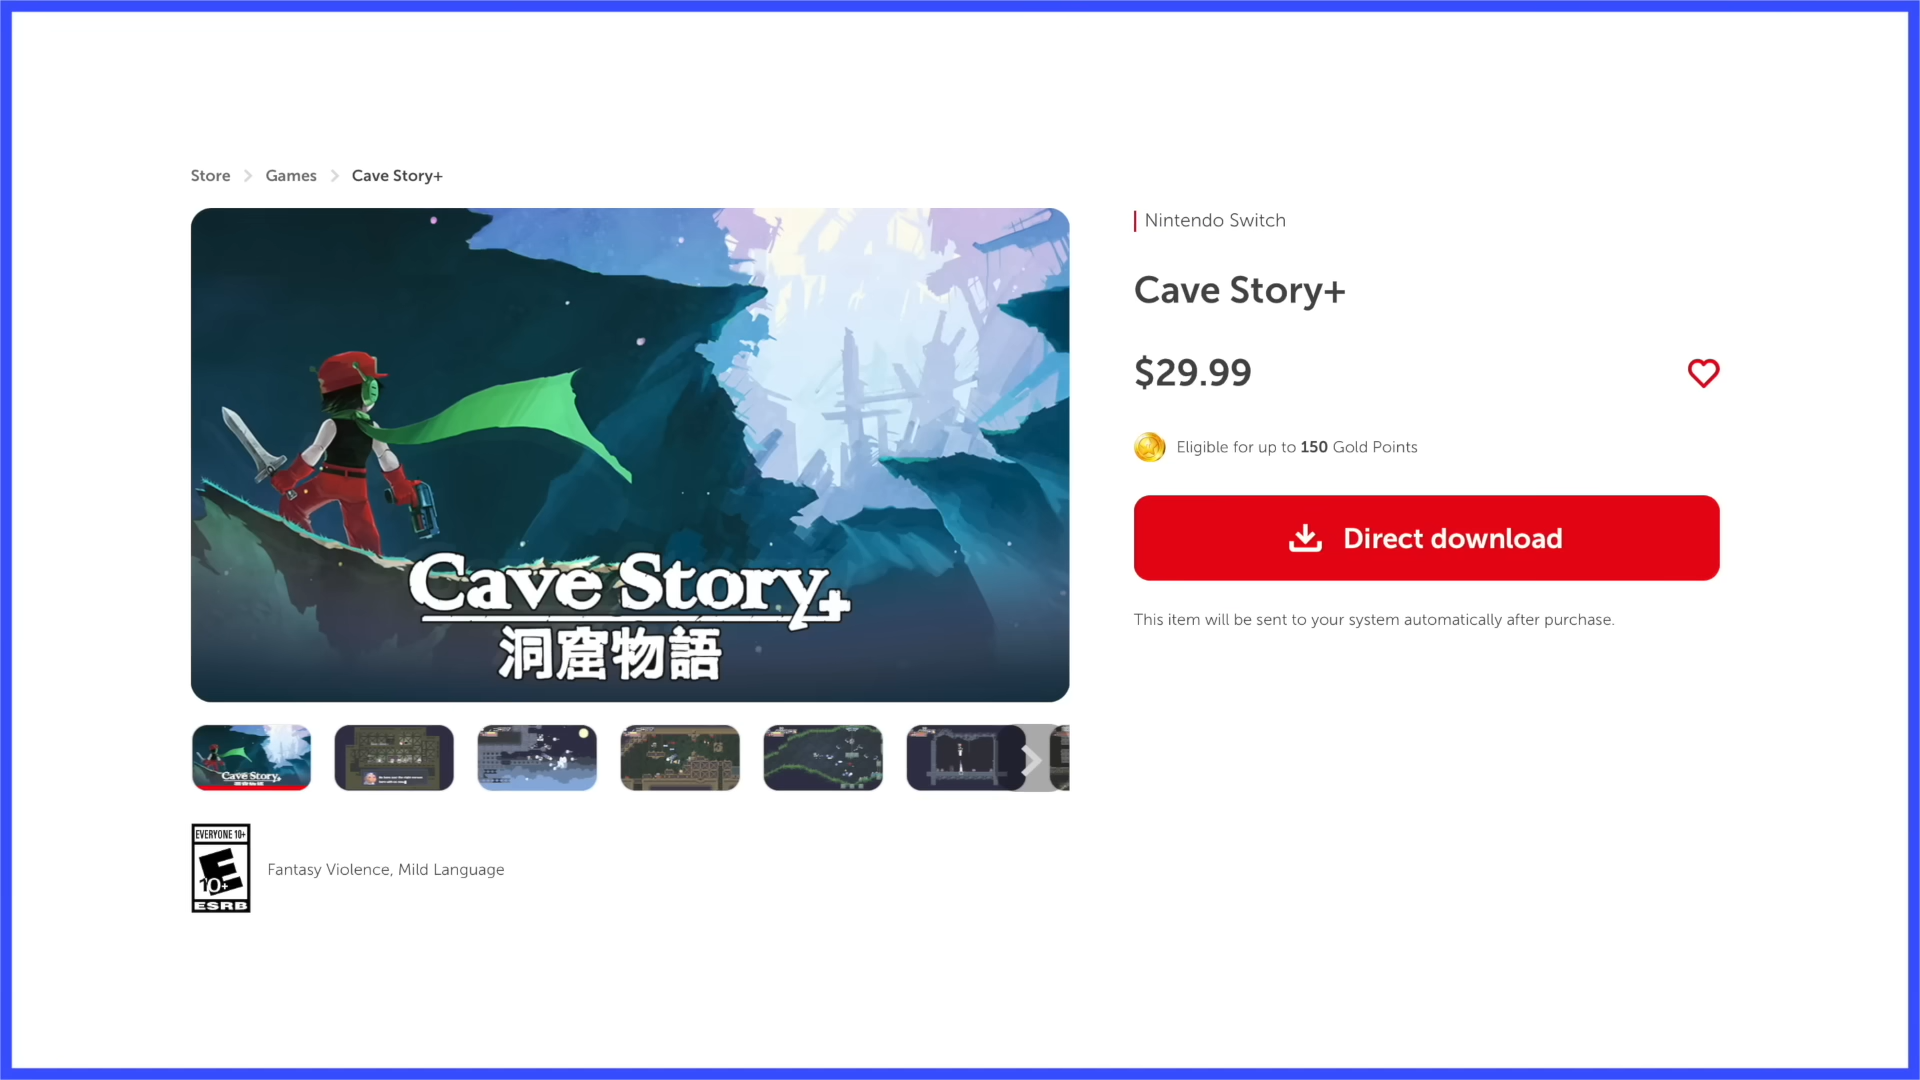 Store > Games > Cave Story+
Nintendo Switch
Cave Story+
$29.99
Eligible for up to 150 Gold Points
Direct download
This item will be sent to your system automatically after purchase.
Cave Story+
洞窟物語
Cave Story+
EVERYONE 10+
E
10+
ESRB
Fantasy Violence, Mild Language